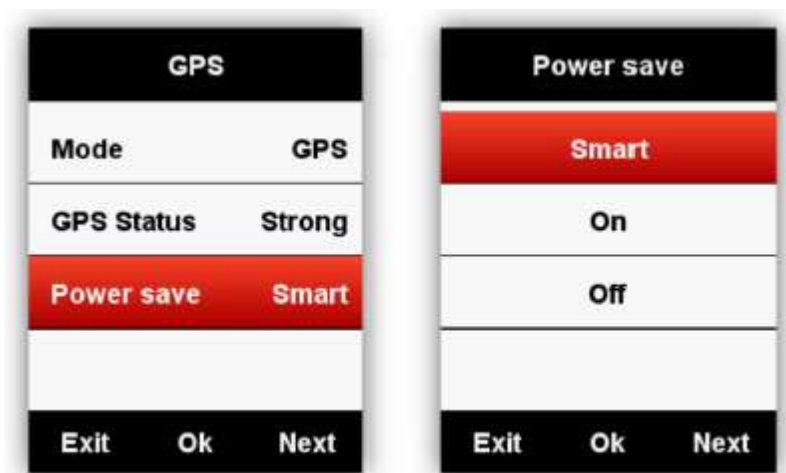 GPS
Mode GPS
GPS Status Strong
Power save Smart
Exit Ok Next
Power save
Smart
On
Off
Exit Ok Next